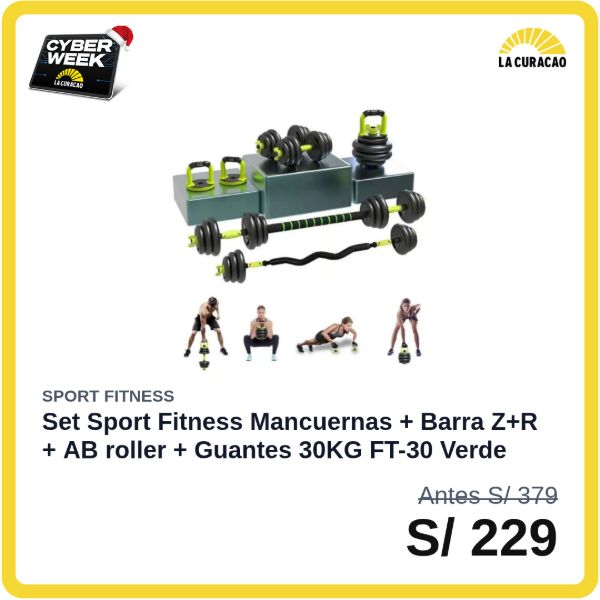 CYBER
WEEK
LA CURACAO
LA CURACAO
SPORT FITNESS
Set Sport Fitness Mancuernas + Barra Z+R
+ AB roller + Guantes 30KG FT-30 Verde
Antes S/ 379
S/ 229